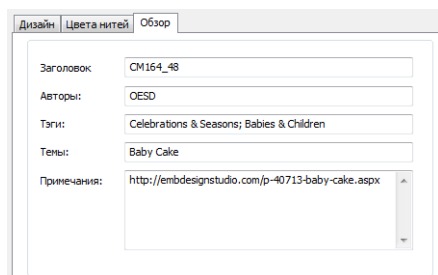 Дизайн Цвета нитей Обзор
Заголовок CM164_48
Авторы: OESD
Тэги: Celebrations & Seasons; Babies & Children
Темы: Baby Cake
Примечания: http://embdesignstudio.com/p-40713-baby-cake.aspx